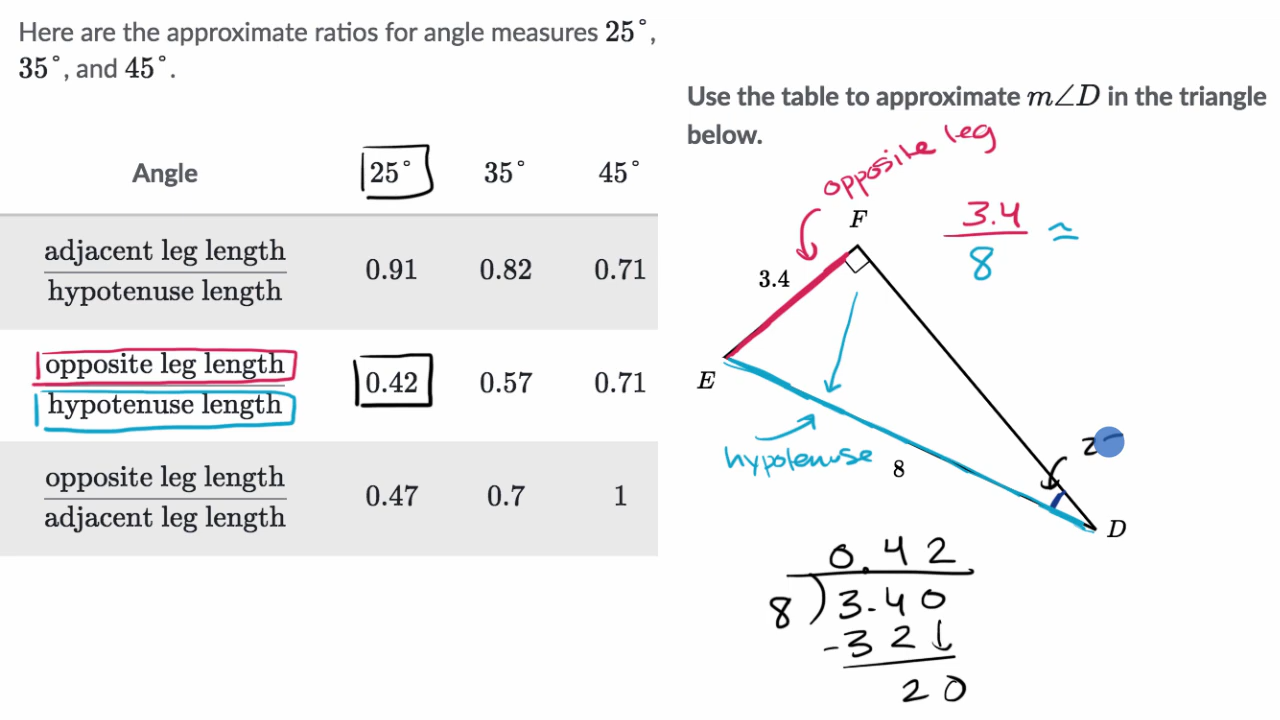 Here are the approximate ratios for angle measures 25°,
35°, and 45°.
Angle 25° 35° 45°
adjacent leg length
hypotenuse length
0.91 0.82 0.71
opposite leg length
hypotenuse length
0.42 0.57 0.71
opposite leg length
adjacent leg length
0.47 0.7 1
Use the table to approximate m∠D in the triangle
below.
opposite leg
F
3.4
8
≈
3.4
E
hypotenuse
8
2
D
0.42
8)3.40
-32↓
20